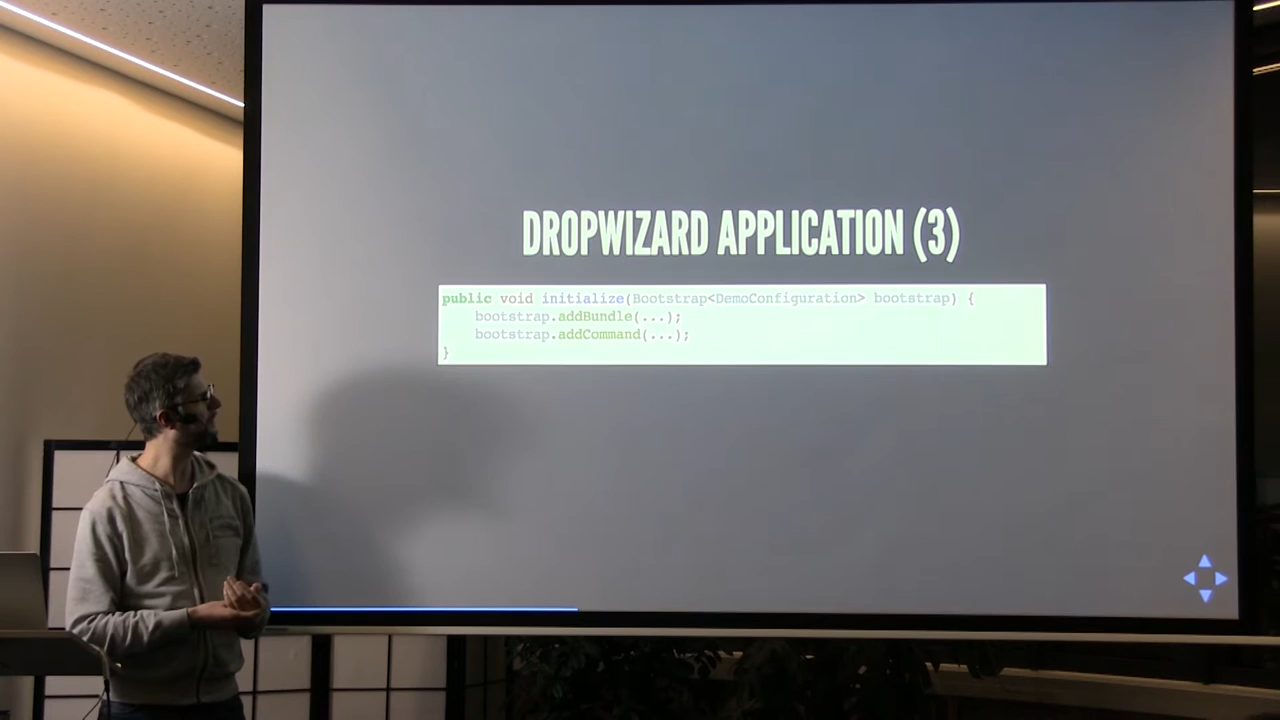 DROPWIZARD APPLICATION (3)
public void initialize(Bootstrap<DemoConfiguration> bootstrap) {
    bootstrap.addBundle(...);
    bootstrap.addCommand(...);
}